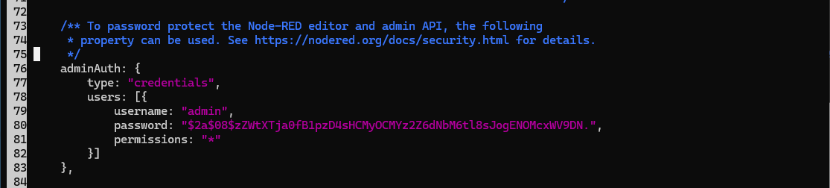 71
72
73 /** To password protect the Node-RED editor and admin API, the following
74 * property can be used. See https://nodered.org/docs/security.html for details.
75 */
76 adminAuth: {
77 type: "credentials",
78 users: [{
79 username: "admin",
80 password: "$2a$08$zZWtXTja0fB1pzD4sHCMyOCMYz2Z6dNbM6tl8sJogENOMcxWV9DN.",
81 permissions: "*"
82 }]
83 },
84